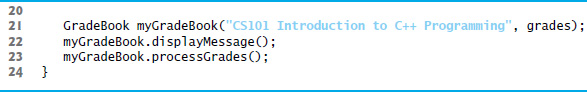 20
21 GradeBook myGradeBook("CS101 Introduction to C++ Programming", grades);
22 myGradeBook.displayMessage();
23 myGradeBook.processGrades();
24 }